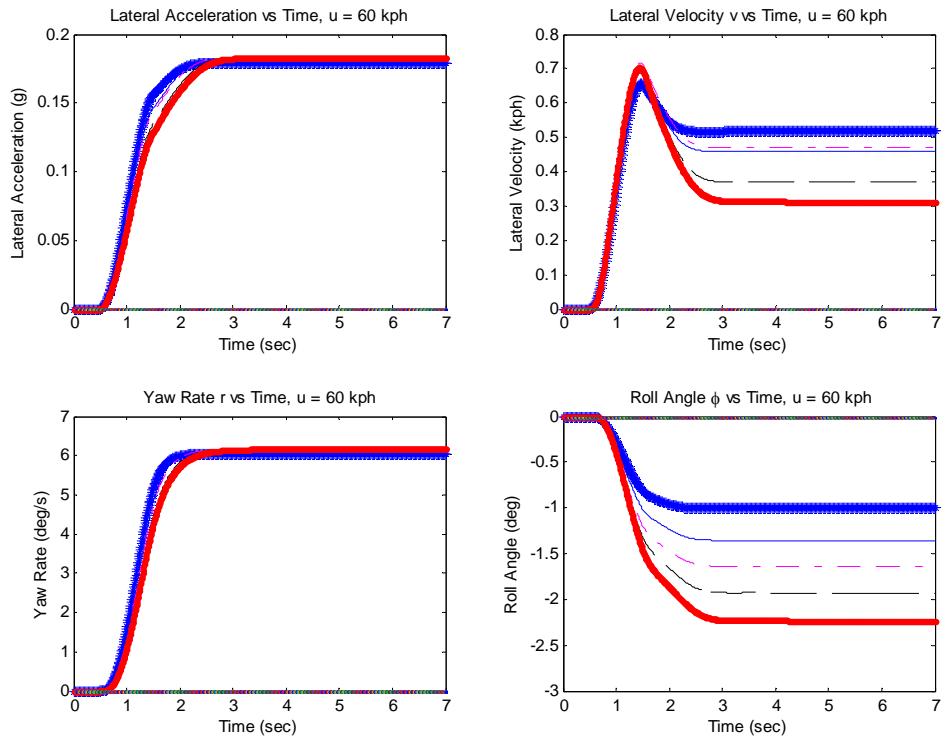 Lateral Acceleration vs Time, u = 60 kph
0.2
0.15
0.1
0.05
0
Lateral Acceleration (g)
0 1 2 3 4 5 6 7
Time (sec)
Lateral Velocity v vs Time, u = 60 kph
0.8
0.7
0.6
0.5
0.4
0.3
0.2
0.1
0
Lateral Velocity (kph)
0 1 2 3 4 5 6 7
Time (sec)
Yaw Rate r vs Time, u = 60 kph
7
6
5
4
3
2
1
0
Yaw Rate (deg/s)
0 1 2 3 4 5 6 7
Time (sec)
Roll Angle ϕ vs Time, u = 60 kph
0
-0.5
-1
-1.5
-2
-2.5
-3
Roll Angle (deg)
0 1 2 3 4 5 6 7
Time (sec)